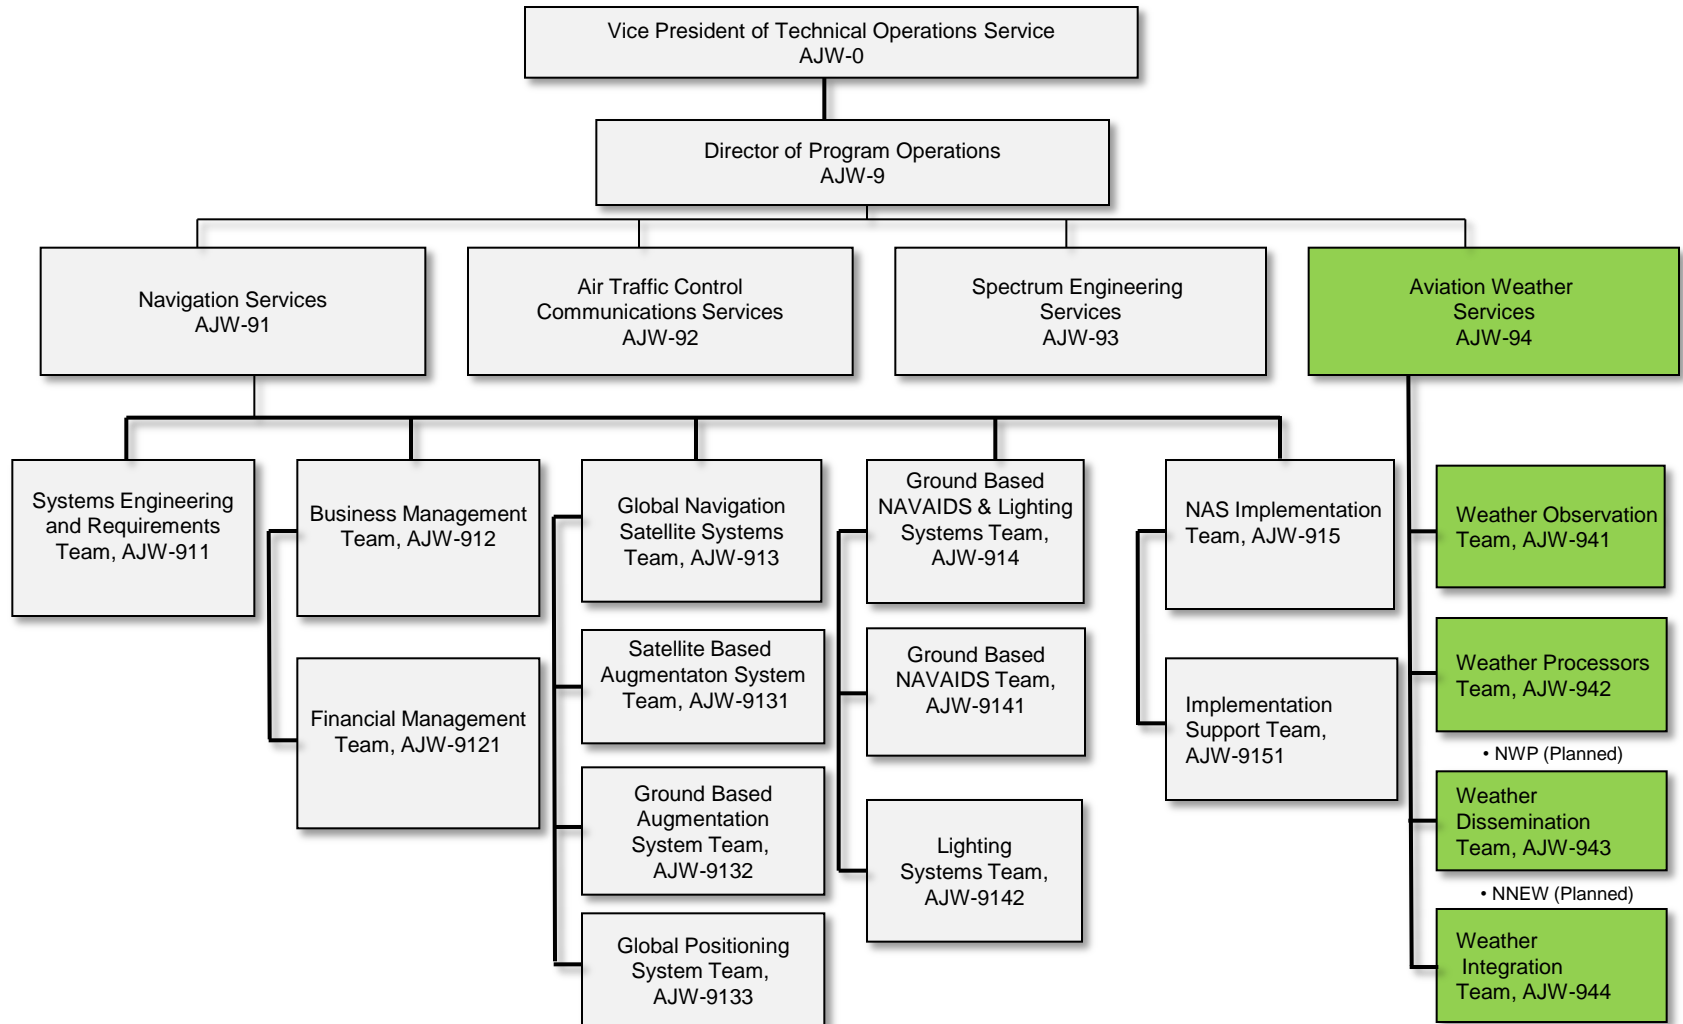 Vice President of Technical Operations Service
AJW-0
Director of Program Operations
AJW-9
Navigation Services
AJW-91
Air Traffic Control
Communications Services
AJW-92
Spectrum Engineering
Services
AJW-93
Aviation Weather
Services
AJW-94
Systems Engineering
and Requirements
Team, AJW-911
Business Management
Team, AJW-912
Financial Management
Team, AJW-9121
Global Navigation
Satellite Systems
Team, AJW-913
Satellite Based
Augmentaton System
Team, AJW-9131
Ground Based
Augmentation
System Team,
AJW-9132
Global Positioning
System Team,
AJW-9133
Ground Based
NAVAIDS & Lighting
Systems Team,
AJW-914
Ground Based
NAVAIDS Team,
AJW-9141
Lighting
Systems Team,
AJW-9142
NAS Implementation
Team, AJW-915
Implementation
Support Team,
AJW-9151
Weather Observation
Team, AJW-941
Weather Processors
Team, AJW-942
• NWP (Planned)
Weather
Dissemination
Team, AJW-943
• NNEW (Planned)
Weather
Integration
Team, AJW-944